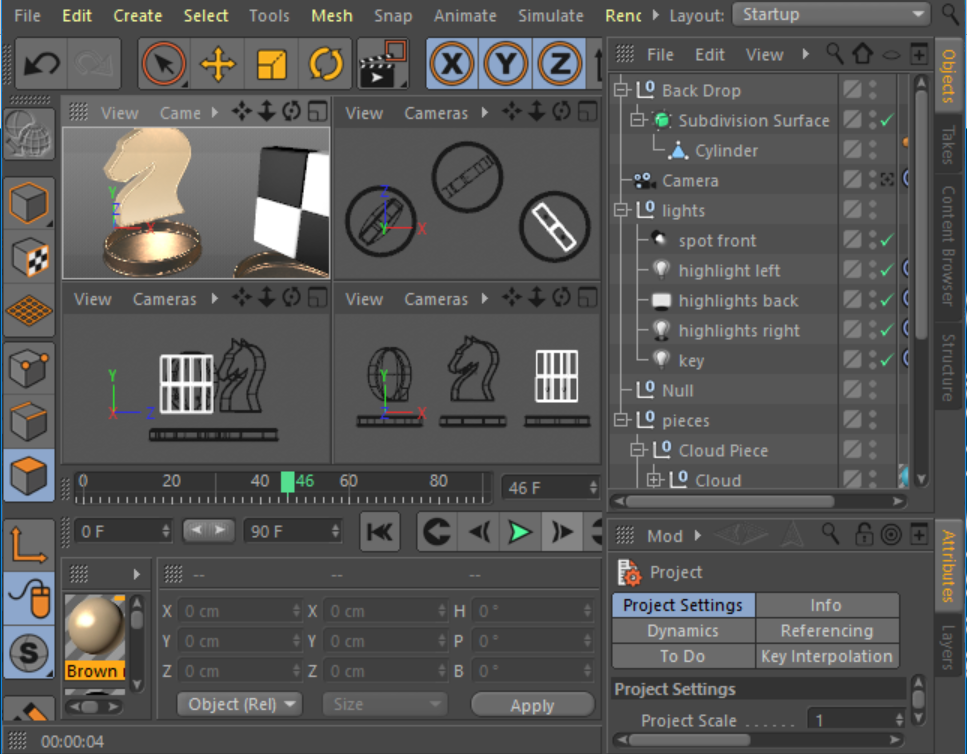 File Edit Create Select Tools Mesh Snap Animate Simulate Renc Layout: Startup
X Y Z
File Edit View
Objects
Takes
Content Browser
Structure
Back Drop
Subdivision Surface
Cylinder
Camera
lights
spot front
highlight left
highlights back
highlights right
key
Null
pieces
Cloud Piece
Cloud
View Came
View Cameras
Y
Z
X
Z
X
View Cameras
View Cameras
Y
X Z
Y
Z X
0 20 40 46 60 80
46 F
0 F
90 F
-- -- --
X 0 cm X 0 cm H 0 °
Y 0 cm Y 0 cm P 0 °
Z 0 cm Z 0 cm B 0 °
Object (Rel) Size Apply
Brown
S
00:00:04
Mod
Attributes
Layers
Project
Project Settings Info
Dynamics Referencing
To Do Key Interpolation
Project Settings
Project Scale . . . . . . 1